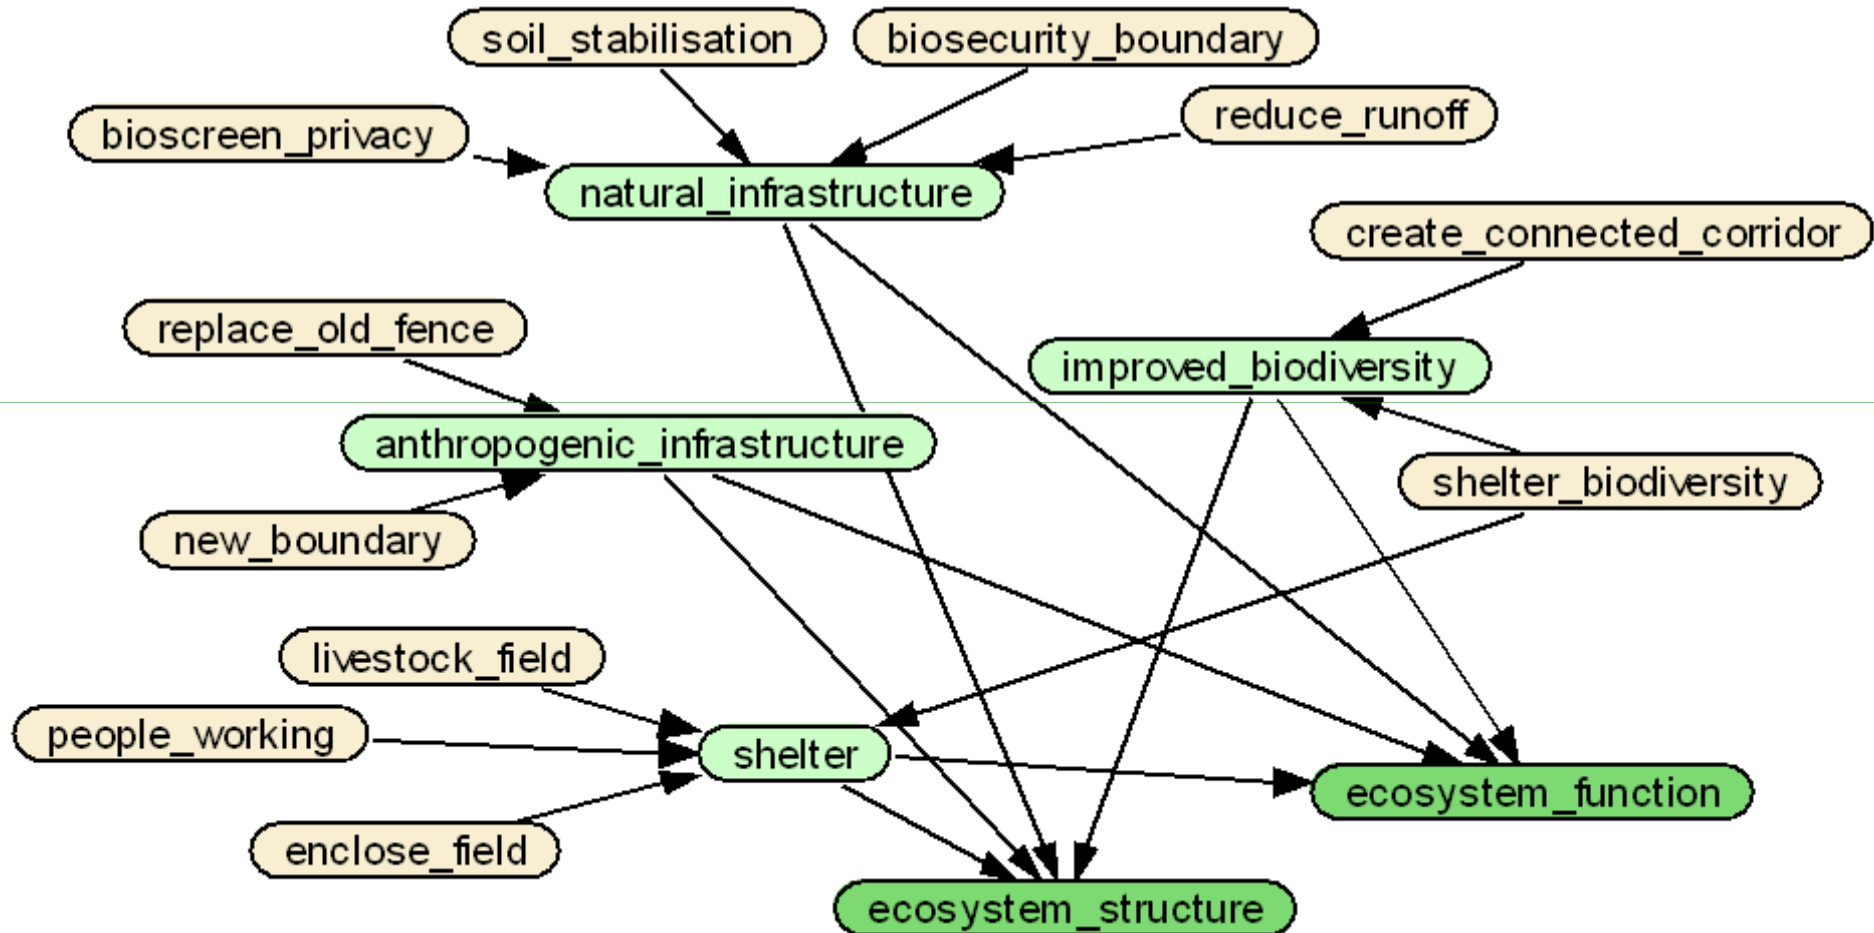 soil_stabilisation
biosecurity_boundary
reduce_runoff
bioscreen_privacy
natural_infrastructure
create_connected_corridor
replace_old_fence
improved_biodiversity
anthropogenic_infrastructure
shelter_biodiversity
new_boundary
livestock_field
people_working
shelter
ecosystem_function
enclose_field
ecosystem_structure